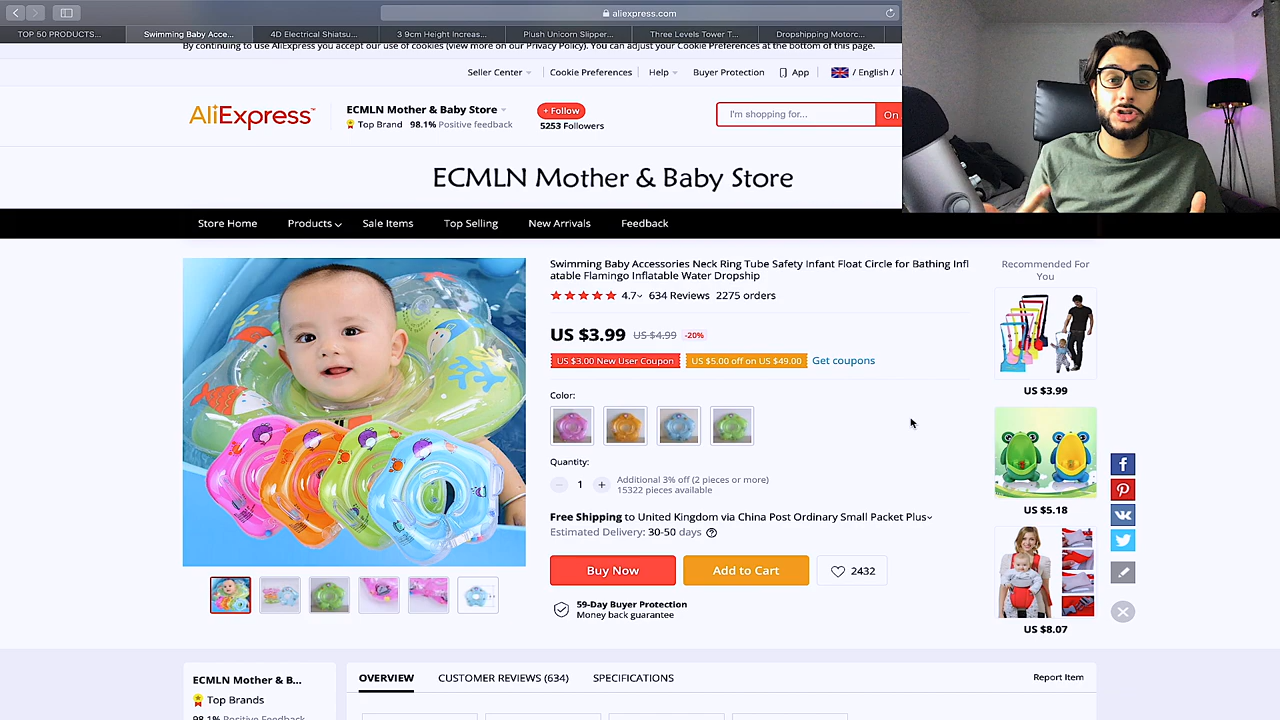 aliexpress.com
TOP 50 PRODUCTS...
Swimming Baby Acce...
4D Electrical Shiatsu...
3 9cm Height Increas...
Plush Unicorn Slipper...
Three Levels Tower T...
Dropshipping Motorc...
By continuing to use AliExpress you accept our use of cookies (view more on our Privacy Policy). You can adjust your Cookie Preferences at the bottom of this page.
Seller Center
Cookie Preferences
Help
Buyer Protection
App
/ English /
AliExpress™
ECMLN Mother & Baby Store
Top Brand 98.1% Positive feedback
+ Follow
5253 Followers
I'm shopping for...
On
ECMLN Mother & Baby Store
Store Home
Products
Sale Items
Top Selling
New Arrivals
Feedback
Swimming Baby Accessories Neck Ring Tube Safety Infant Float Circle for Bathing Infl
atable Flamingo Inflatable Water Dropship
4.7 634 Reviews 2275 orders
US $3.99 US $4.99 -20%
US $3.00 New User Coupon
US $5.00 off on US $49.00
Get coupons
Color:
Quantity:
1
Additional 3% off (2 pieces or more)
15322 pieces available
Free Shipping to United Kingdom via China Post Ordinary Small Packet Plus
Estimated Delivery: 30-50 days
Buy Now
Add to Cart
2432
59-Day Buyer Protection
Money back guarantee
Recommended For
You
US $3.99
US $5.18
US $8.07
ECMLN Mother & B...
Top Brands
98.1% Positive Feedback
OVERVIEW
CUSTOMER REVIEWS (634)
SPECIFICATIONS
Report Item